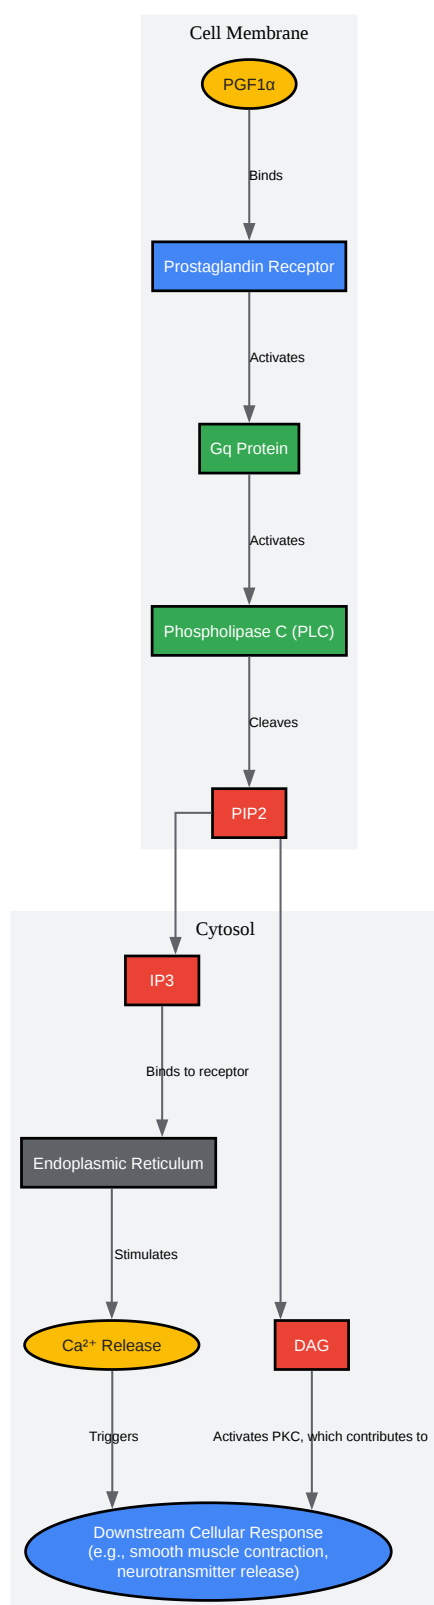 Cell Membrane
PGF1α
Binds
Prostaglandin Receptor
Activates
Gq Protein
Activates
Phospholipase C (PLC)
Cleaves
PIP2
Cytosol
IP3
Binds to receptor
Endoplasmic Reticulum
Stimulates
Ca²⁺ Release
DAG
Triggers
Activates PKC, which contributes to
Downstream Cellular Response
(e.g., smooth muscle contraction,
neurotransmitter release)